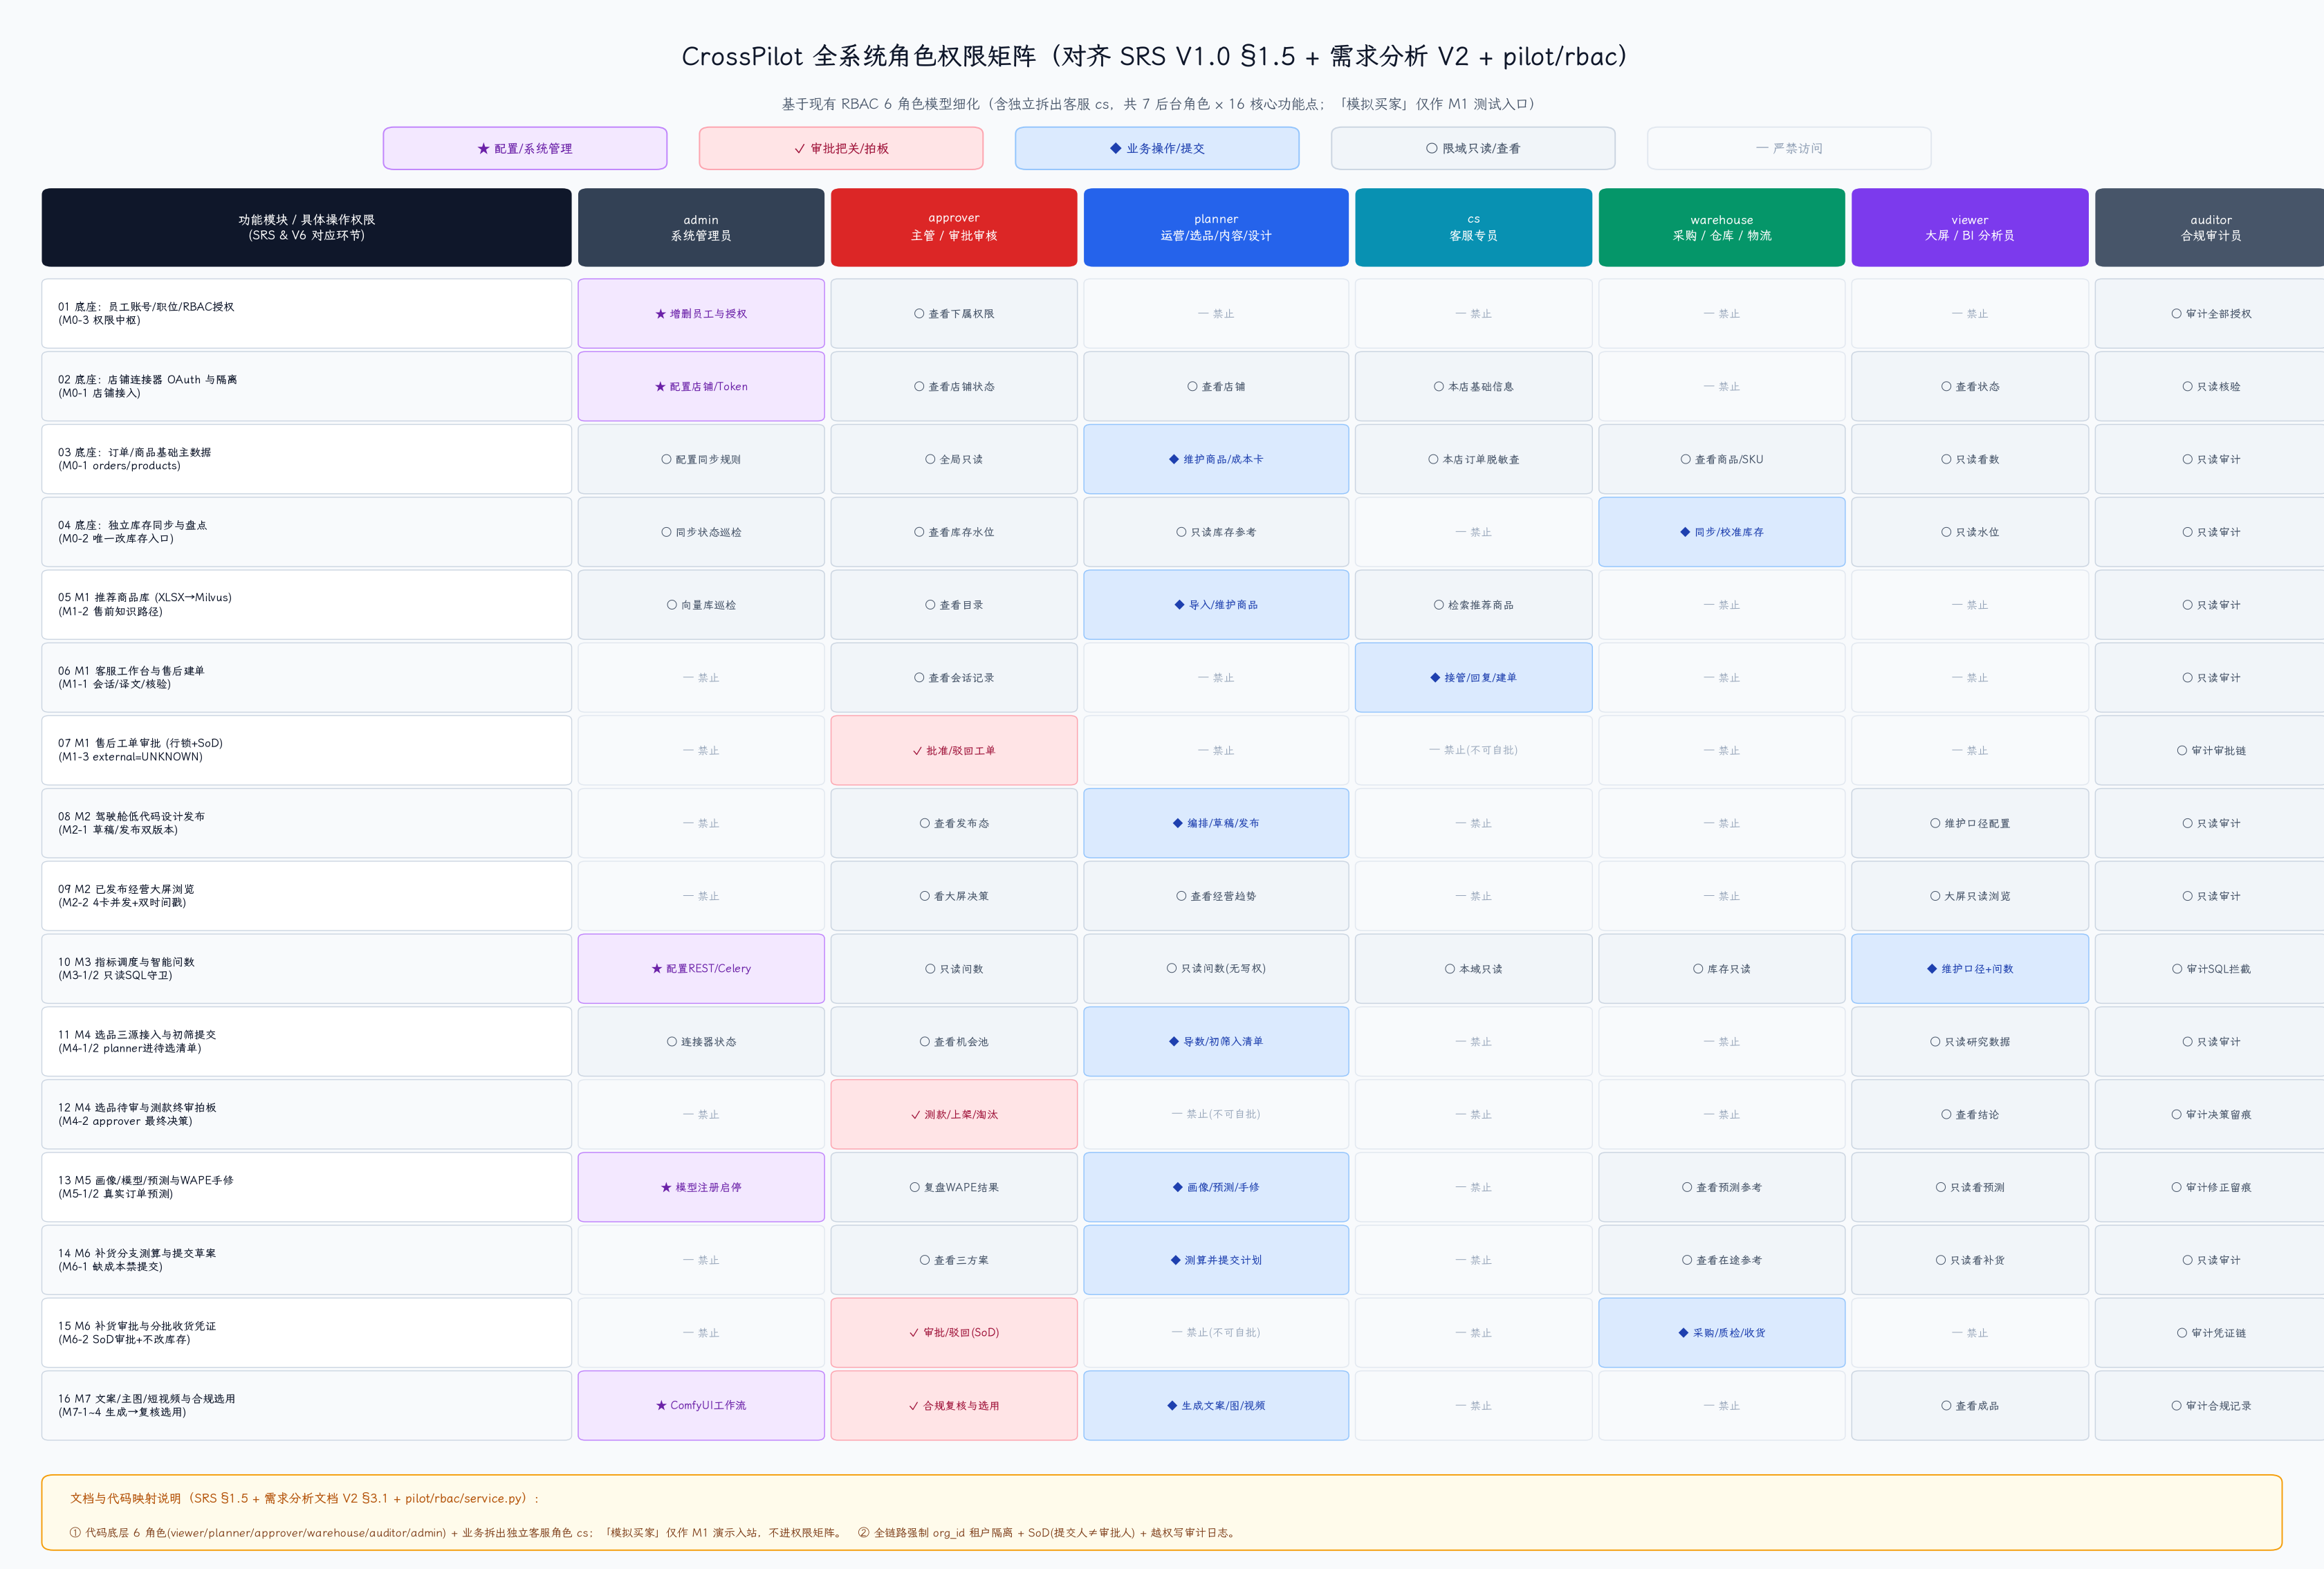 CrossPilot 全系统角色权限矩阵（对齐 SRS V1.0 §1.5 + 需求分析 V2 + pilot/rbac）
基于现有 RBAC 6 角色模型细化（含独立拆出客服 cs，共 7 后台角色 × 16 核心功能点；「模拟买家」仅作 M1 测试入口）
★ 配置/系统管理
✓ 审批把关/拍板
◆ 业务操作/提交
○ 限域只读/查看
— 严禁访问
功能模块 / 具体操作权限
(SRS & V6 对应环节)
admin
系统管理员
approver
主管 / 审批审核
planner
运营/选品/内容/设计
cs
客服专员
warehouse
采购 / 仓库 / 物流
viewer
大屏 / BI 分析员
auditor
合规审计员
01 底座：员工账号/职位/RBAC授权
(M0-3 权限中枢)
★ 增删员工与授权
○ 查看下属权限
— 禁止
— 禁止
— 禁止
— 禁止
○ 审计全部授权
02 底座：店铺连接器 OAuth 与隔离
(M0-1 店铺接入)
★ 配置店铺/Token
○ 查看店铺状态
○ 查看店铺
○ 本店基础信息
— 禁止
○ 查看状态
○ 只读核验
03 底座：订单/商品基础主数据
(M0-1 orders/products)
○ 配置同步规则
○ 全局只读
◆ 维护商品/成本卡
○ 本店订单脱敏查
○ 查看商品/SKU
○ 只读看数
○ 只读审计
04 底座：独立库存同步与盘点
(M0-2 唯一改库存入口)
○ 同步状态巡检
○ 查看库存水位
○ 只读库存参考
— 禁止
◆ 同步/校准库存
○ 只读水位
○ 只读审计
05 M1 推荐商品库 (XLSX→Milvus)
(M1-2 售前知识路径)
○ 向量库巡检
○ 查看目录
◆ 导入/维护商品
○ 检索推荐商品
— 禁止
— 禁止
○ 只读审计
06 M1 客服工作台与售后建单
(M1-1 会话/译文/核验)
— 禁止
○ 查看会话记录
— 禁止
◆ 接管/回复/建单
— 禁止
— 禁止
○ 只读审计
07 M1 售后工单审批 (行锁+SoD)
(M1-3 external=UNKNOWN)
— 禁止
✓ 批准/驳回工单
— 禁止
— 禁止(不可自批)
— 禁止
— 禁止
○ 审计审批链
08 M2 驾驶舱低代码设计发布
(M2-1 草稿/发布双版本)
— 禁止
○ 查看发布态
◆ 编排/草稿/发布
— 禁止
— 禁止
○ 维护口径配置
○ 只读审计
09 M2 已发布经营大屏浏览
(M2-2 4卡并发+双时间戳)
— 禁止
○ 看大屏决策
○ 查看经营趋势
— 禁止
— 禁止
○ 大屏只读浏览
○ 只读审计
10 M3 指标调度与智能问数
(M3-1/2 只读SQL守卫)
★ 配置REST/Celery
○ 只读问数
○ 只读问数(无写权)
○ 本域只读
○ 库存只读
◆ 维护口径+问数
○ 审计SQL拦截
11 M4 选品三源接入与初筛提交
(M4-1/2 planner进待选清单)
○ 连接器状态
○ 查看机会池
◆ 导数/初筛入清单
— 禁止
— 禁止
○ 只读研究数据
○ 只读审计
12 M4 选品待审与测款终审拍板
(M4-2 approver 最终决策)
— 禁止
✓ 测款/上架/淘汰
— 禁止(不可自批)
— 禁止
— 禁止
○ 查看结论
○ 审计决策留痕
13 M5 画像/模型/预测与WAPE手修
(M5-1/2 真实订单预测)
★ 模型注册启停
○ 复盘WAPE结果
◆ 画像/预测/手修
— 禁止
○ 查看预测参考
○ 只读看预测
○ 审计修正留痕
14 M6 补货分支测算与提交草案
(M6-1 缺成本禁提交)
— 禁止
○ 查看三方案
◆ 测算并提交计划
— 禁止
○ 查看在途参考
○ 只读看补货
○ 只读审计
15 M6 补货审批与分批收货凭证
(M6-2 SoD审批+不改库存)
— 禁止
✓ 审批/驳回(SoD)
— 禁止(不可自批)
— 禁止
◆ 采购/质检/收货
— 禁止
○ 审计凭证链
16 M7 文案/主图/短视频与合规选用
(M7-1~4 生成→复核选用)
★ ComfyUI工作流
✓ 合规复核与选用
◆ 生成文案/图/视频
— 禁止
— 禁止
○ 查看成品
○ 审计合规记录
文档与代码映射说明（SRS §1.5 + 需求分析文档 V2 §3.1 + pilot/rbac/service.py）：
① 代码底层 6 角色(viewer/planner/approver/warehouse/auditor/admin) + 业务拆出独立客服角色 cs；「模拟买家」仅作 M1 演示入站，不进权限矩阵。 ② 全链路强制 org_id 租户隔离 + SoD(提交人≠审批人) + 越权写审计日志。